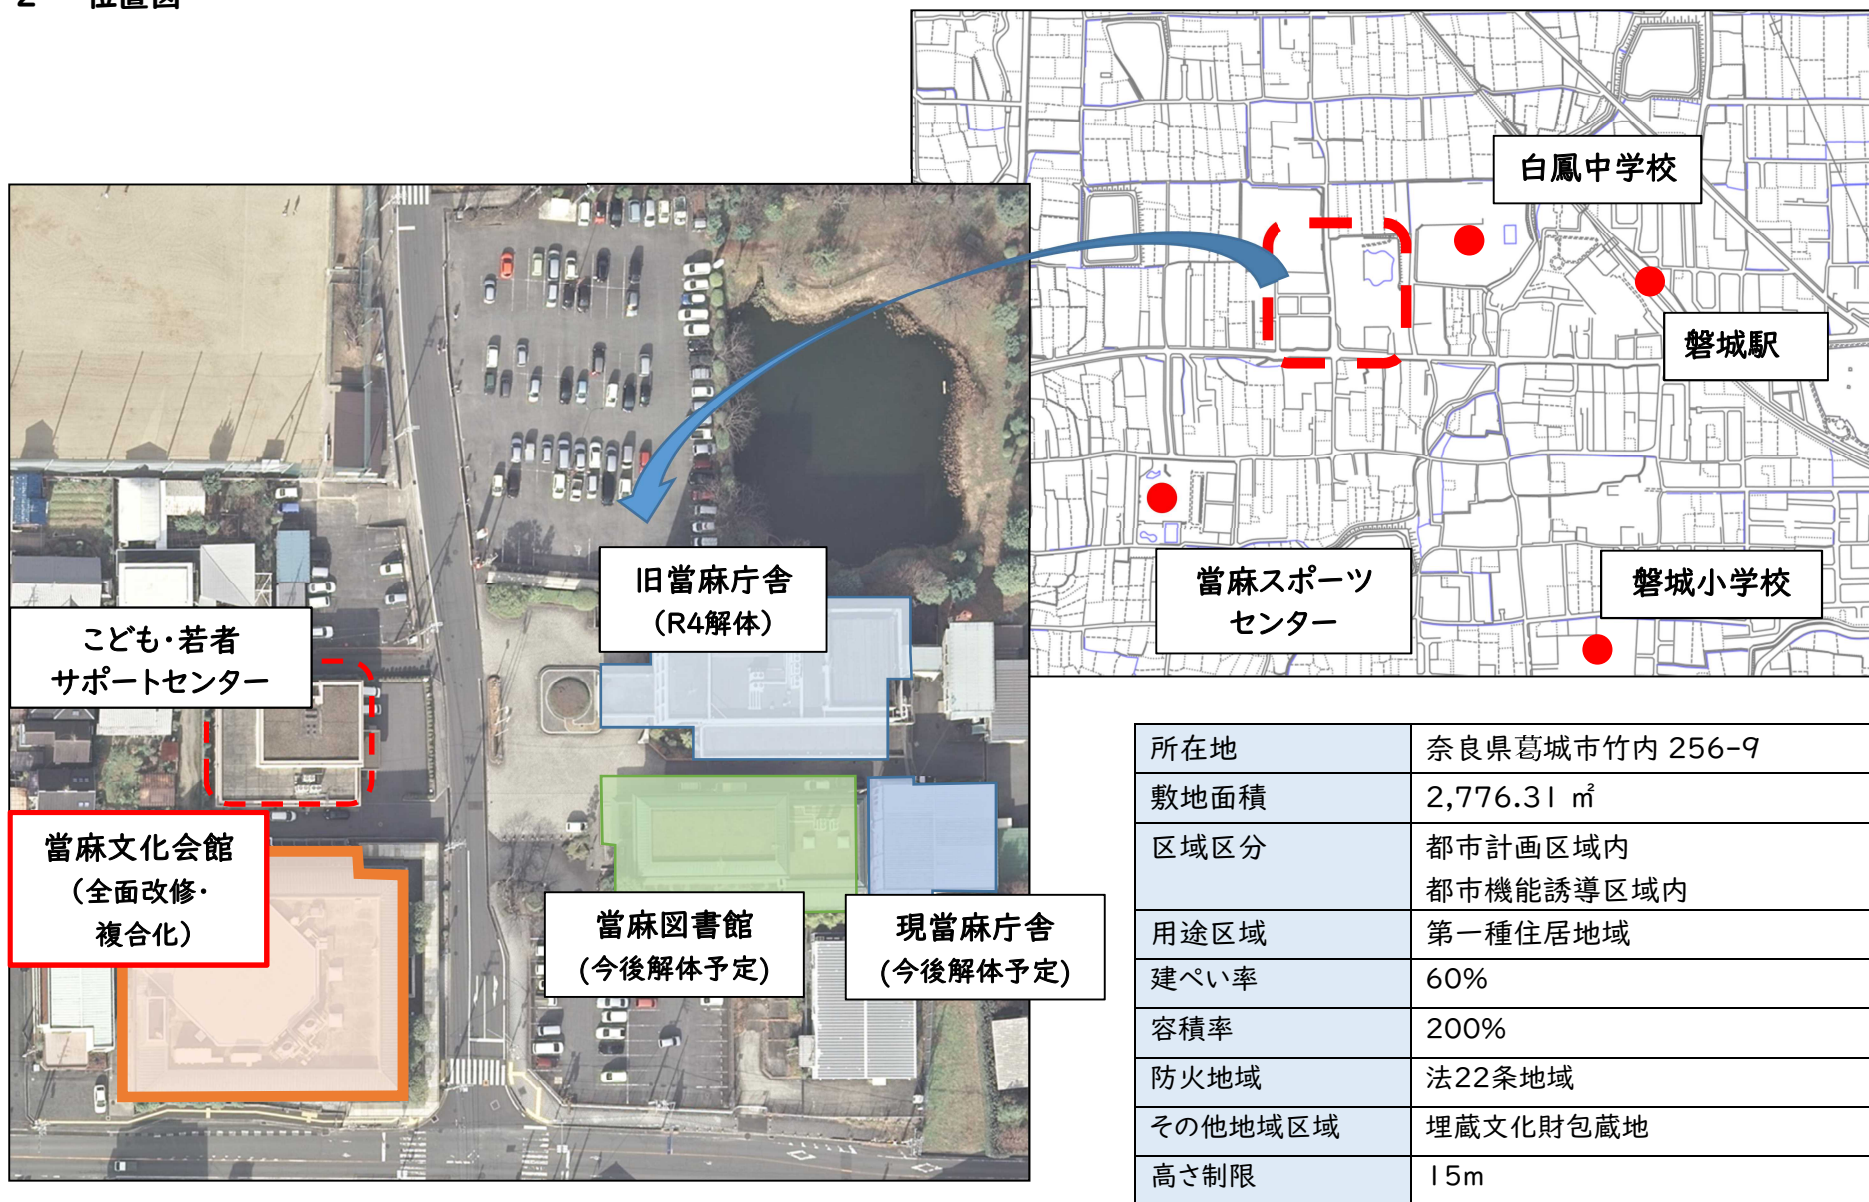 2　位置図
白鳳中学校
磐城駅
當麻スポーツ
センター
磐城小学校
旧當麻庁舎
（R4解体）
こども・若者
サポートセンター
當麻文化会館
（全面改修・
複合化）
當麻図書館
(今後解体予定)
現當麻庁舎
(今後解体予定)
所在地　奈良県葛城市竹内 256-9
敷地面積　2,776.31 ㎡
区域区分　都市計画区域内
都市機能誘導区域内
用途区域　第一種住居地域
建ぺい率　60%
容積率　200%
防火地域　法22条地域
その他地域区域　埋蔵文化財包蔵地
高さ制限　15m